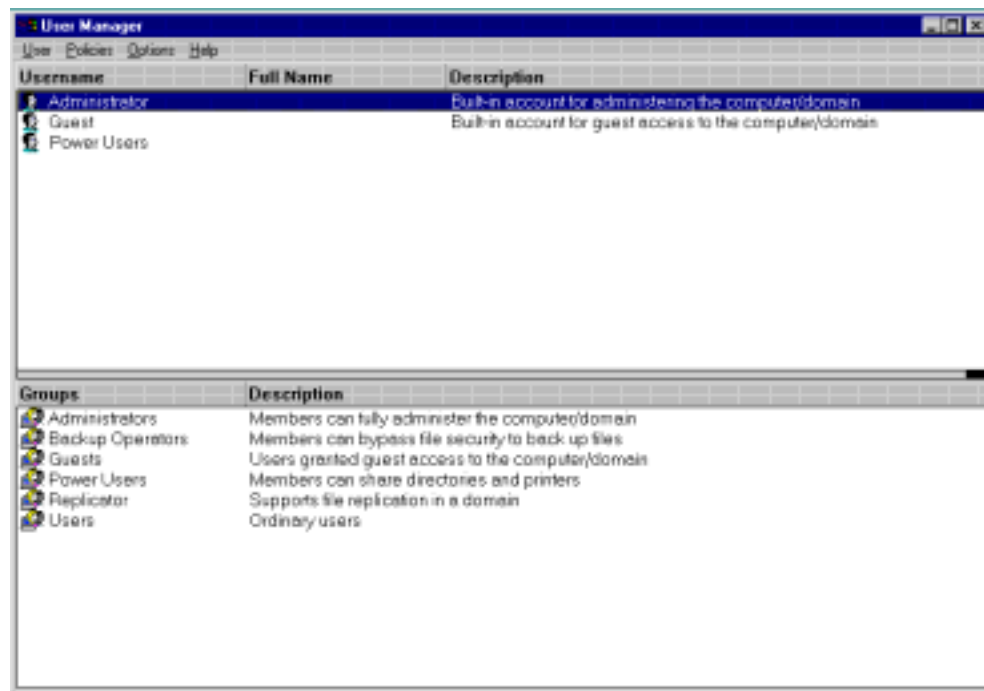 User Manager
User Policies Options Help
Username Full Name Description
Administrator Built-in account for administering the computer/domain
Guest Built-in account for guest access to the computer/domain
Power Users
Groups Description
Administrators Members can fully administer the computer/domain
Backup Operators Members can bypass file security to back up files
Guests Users granted guest access to the computer/domain
Power Users Members can share directories and printers
Replicator Supports file replication in a domain
Users Ordinary users